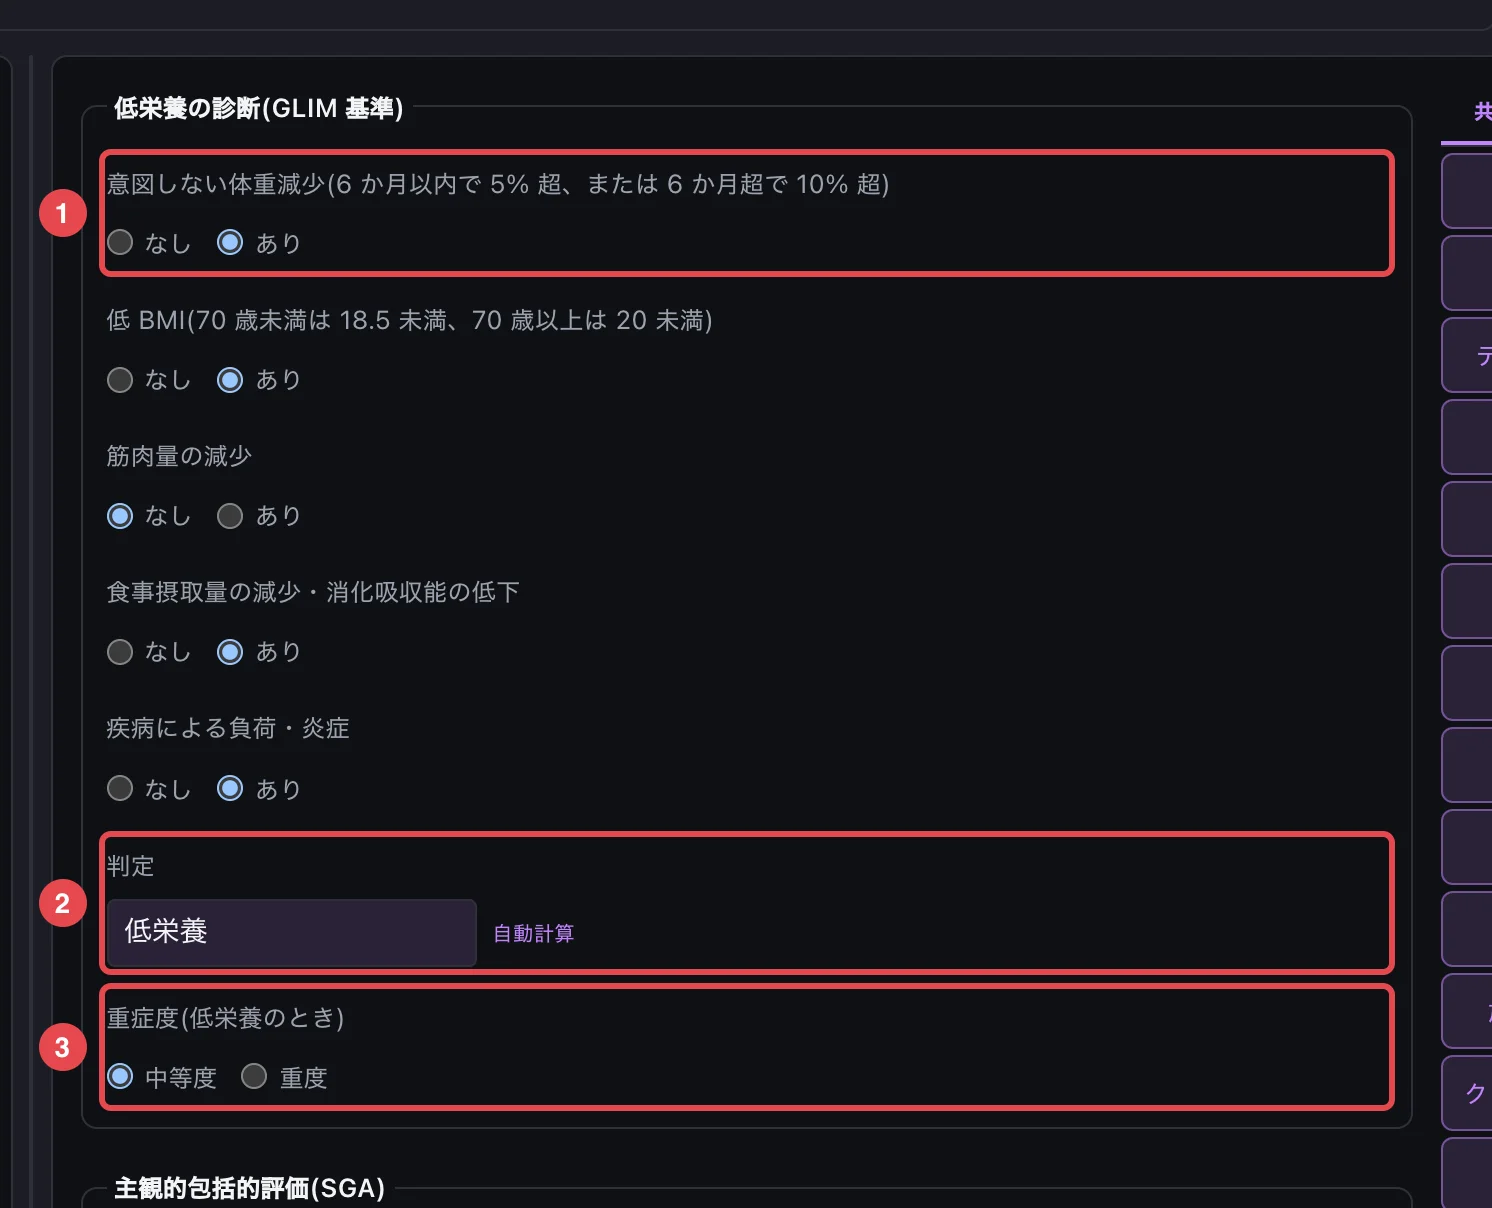 低栄養の診断(GLIM 基準)
共
1
意図しない体重減少(6 か月以内で 5% 超、または 6 か月超で 10% 超)
なし あり
低 BMI(70 歳未満は 18.5 未満、70 歳以上は 20 未満)
なし あり
筋肉量の減少
なし あり
食事摂取量の減少・消化吸収能の低下
なし あり
疾病による負荷・炎症
なし あり
2
判定
低栄養 自動計算
3
重症度(低栄養のとき)
中等度 重度
ク
主観的包括的評価(SGA)